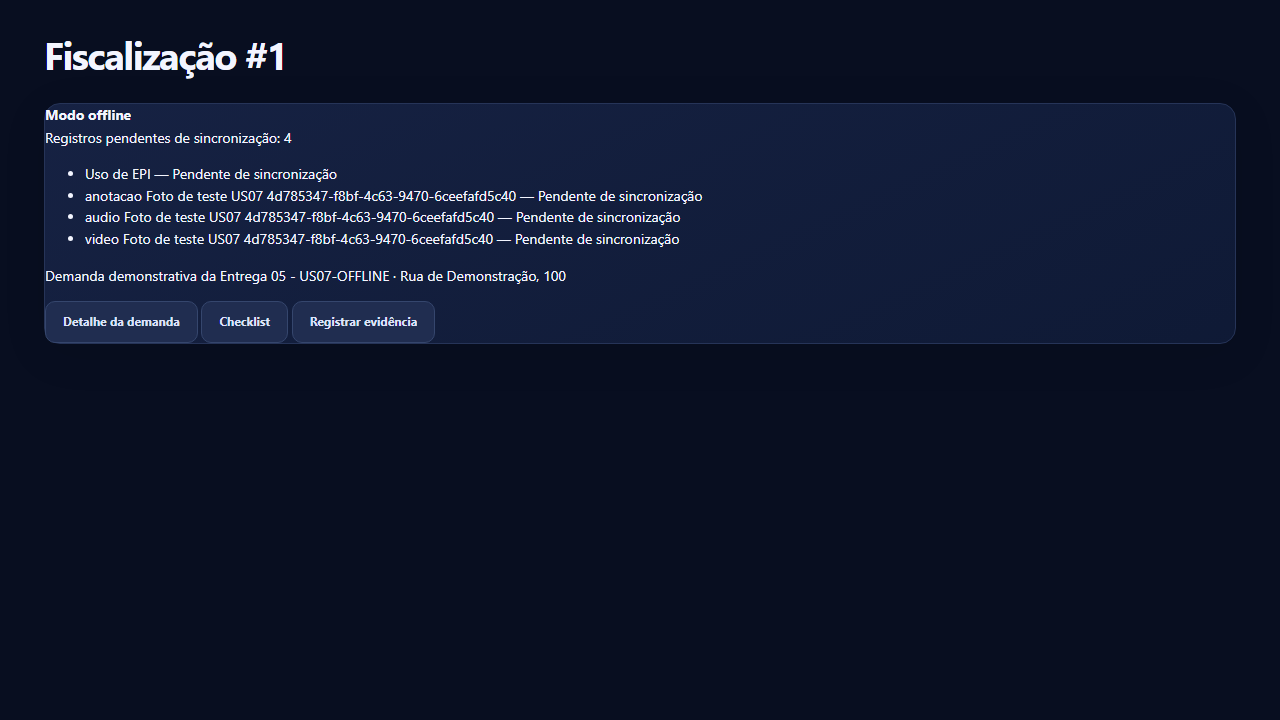 Fiscalização #1
Modo offline
Registros pendentes de sincronização: 4
Uso de EPI — Pendente de sincronização
anotacao Foto de teste US07 4d785347-f8bf-4c63-9470-6ceefafd5c40 — Pendente de sincronização
audio Foto de teste US07 4d785347-f8bf-4c63-9470-6ceefafd5c40 — Pendente de sincronização
video Foto de teste US07 4d785347-f8bf-4c63-9470-6ceefafd5c40 — Pendente de sincronização
Demanda demonstrativa da Entrega 05 - US07-OFFLINE · Rua de Demonstração, 100
Detalhe da demanda Checklist Registrar evidência